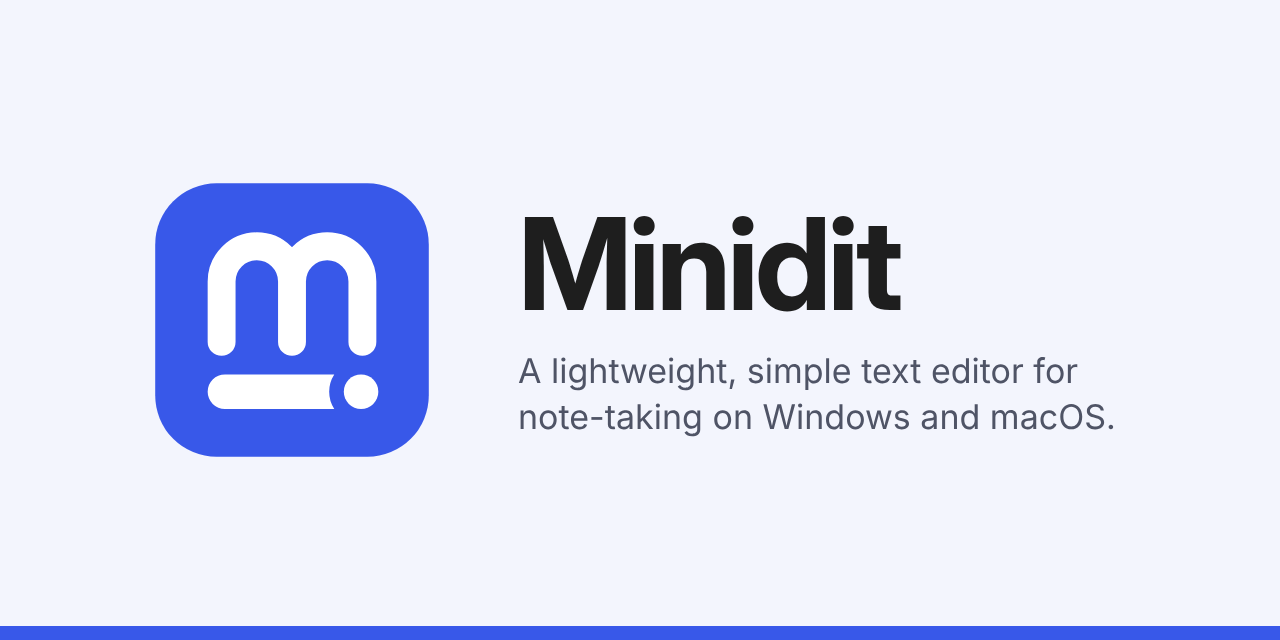 m
Minidit
A lightweight, simple text editor for
note-taking on Windows and macOS.